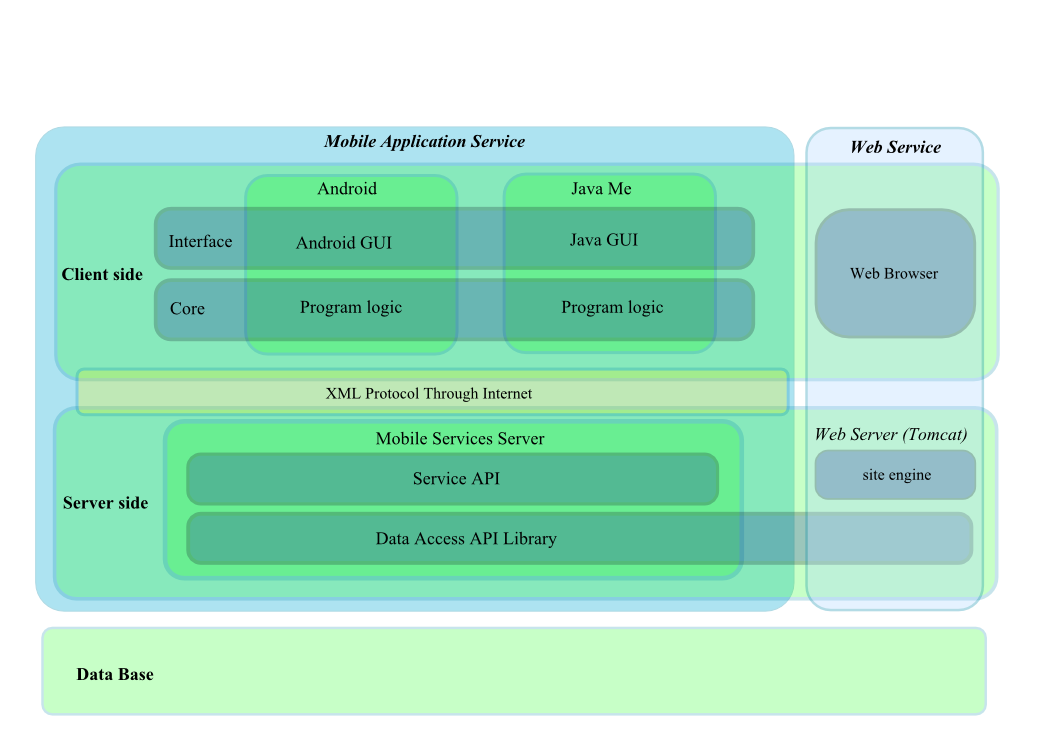 Mobile Application Service
Web Service
Android
Java Me
Interface
Android GUI
Java GUI
Client side
Web Browser
Core
Program logic
Program logic
XML Protocol Through Internet
Mobile Services Server
Web Server (Tomcat)
Service API
site engine
Server side
Data Access API Library
Data Base